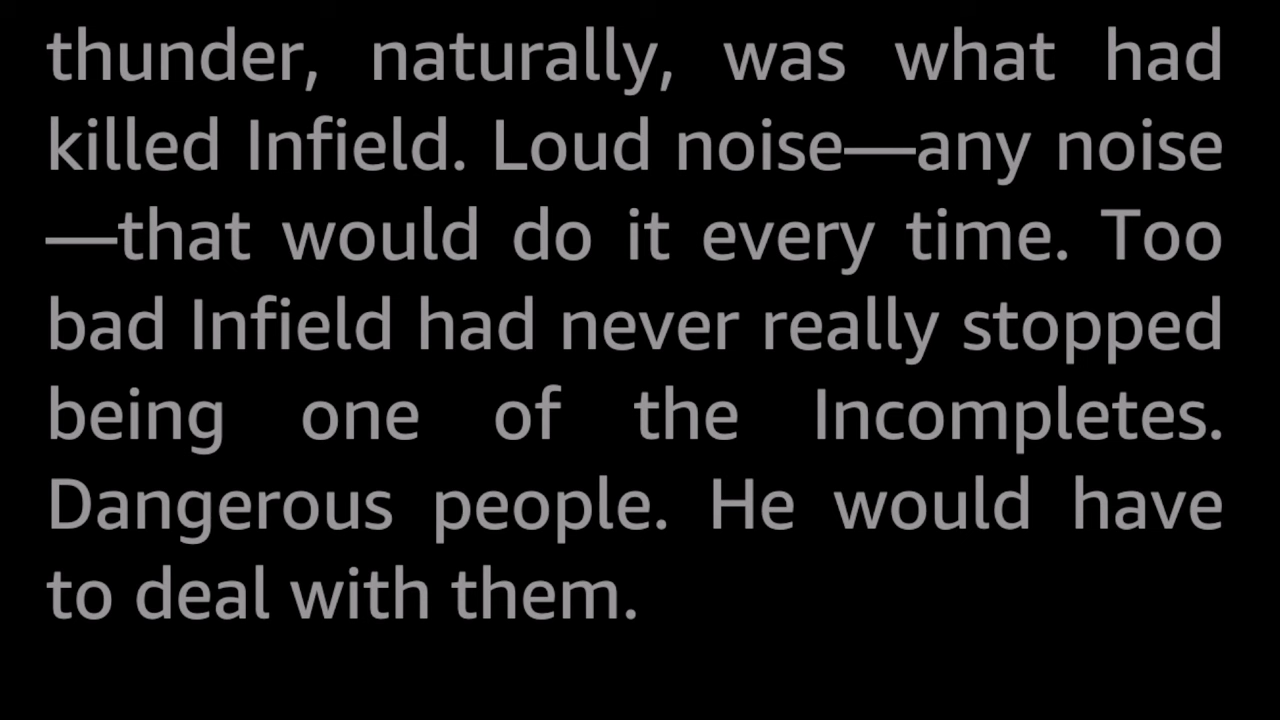 thunder, naturally, was what had
killed Infield. Loud noise—any noise
—that would do it every time. Too
bad Infield had never really stopped
being one of the Incompletes.
Dangerous people. He would have
to deal with them.